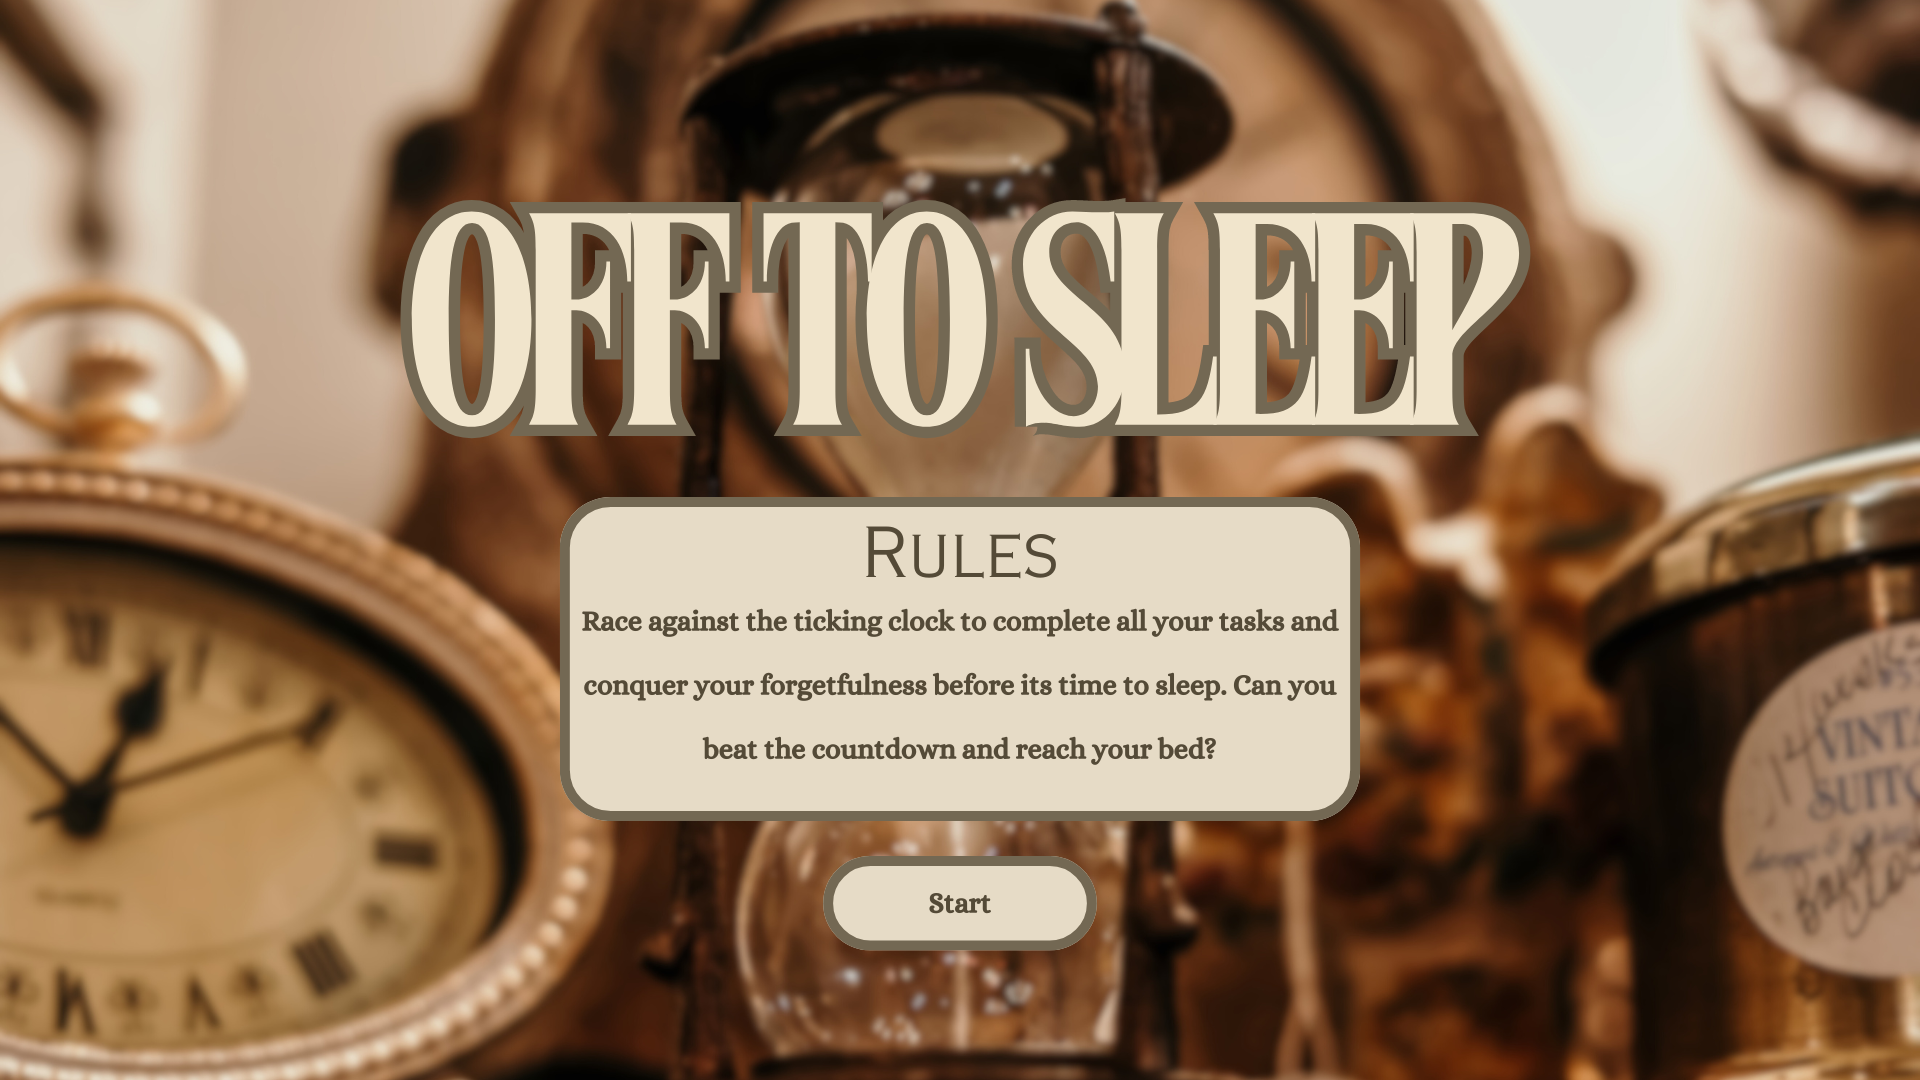 OFF TO SLEEP
RULES
Race against the ticking clock to complete all your tasks and
conquer your forgetfulness before its time to sleep. Can you
beat the countdown and reach your bed?
Start